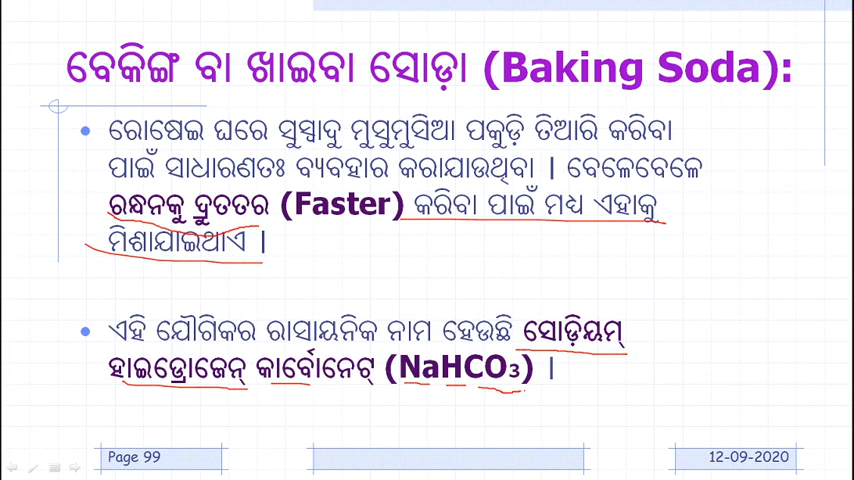 ବେକିଙ୍ଗ ବା ଖାଇବା ସୋଡ଼ା (Baking Soda):
ରୋଷେଇ ଘରେ ସୁସ୍ୱାଦୁ ମୁସୁମୁସିଆ ପକୁଡ଼ି ତିଆରି କରିବା
ପାଇଁ ସାଧାରଣତଃ ବ୍ୟବହାର କରାଯାଉଥିବା । ବେଳେବେଳେ
ରନ୍ଧନକୁ ଦ୍ରୁତତର (Faster) କରିବା ପାଇଁ ମଧ୍ୟ ଏହାକୁ
ମିଶାଯାଇଥାଏ ।
ଏହି ଯୌଗିକର ରାସାୟନିକ ନାମ ହେଉଛି ସୋଡ଼ିୟମ୍
ହାଇଡ୍ରୋଜେନ୍ କାର୍ବୋନେଟ୍ (NaHCO₃) ।
Page 99
12-09-2020